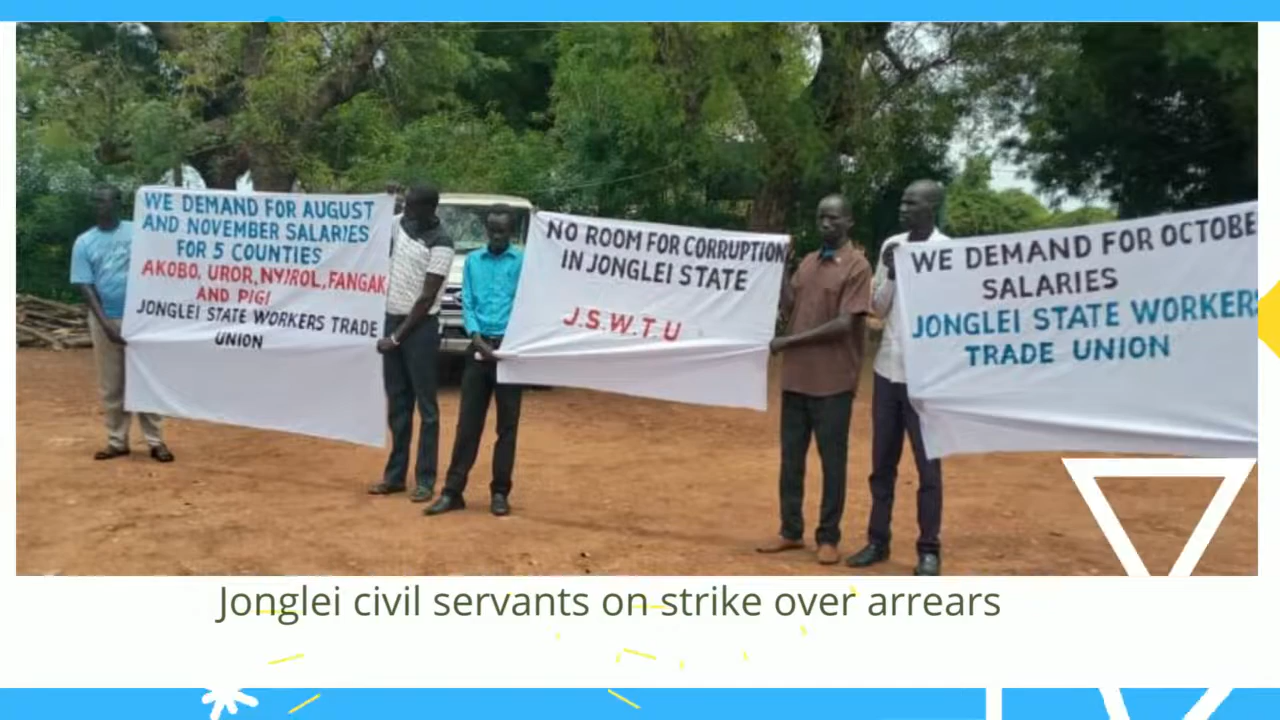 WE DEMAND FOR AUGUST
AND NOVEMBER SALARIES
FOR 5 COUNTIES
AKOBO, UROR, NYIROL, FANGAK
AND PIGI
JONGLEI STATE WORKERS TRADE
UNION
NO ROOM FOR CORRUPTION
IN JONGLEI STATE
J.S.W.T.U
WE DEMAND FOR OCTOBE
SALARIES
JONGLEI STATE WORKERS
TRADE UNION
Jonglei civil servants on strike over arrears